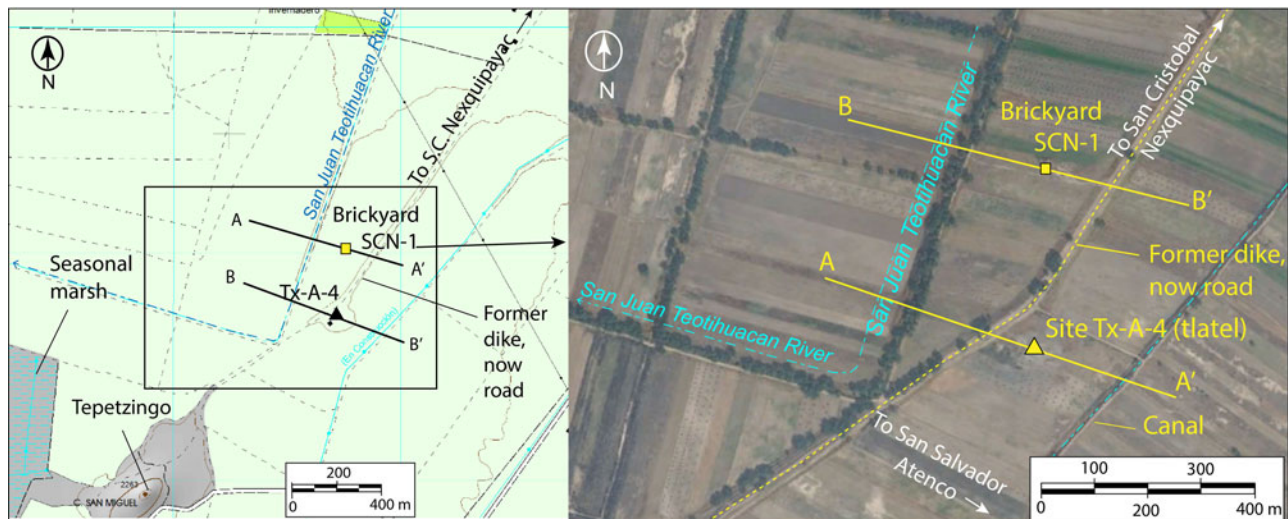 Invernadero
N
San Juan Teotihuacan River
To S.C. Nexquipayac
A
Brickyard
SCN-1
A’
B
Tx-A-4
B’
(En Construcción)
Seasonal
marsh
Former
dike,
now
road
Tepetzingo
2263
C. SAN MIGUEL
200
400 m
N
San Juan Teotihuacan River
To San Cristobal
Nexquipayac
B
Brickyard
SCN-1
B’
A
San Juan Teotihuacan River
Former dike,
now road
Site Tx-A-4 (tlatel)
A’
Canal
To San Salvador
Atenco
100
300
200
400 m